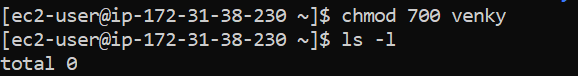 [ec2-user@ip-172-31-38-230 ~]$ chmod 700 venky
[ec2-user@ip-172-31-38-230 ~]$ ls -l
total 0